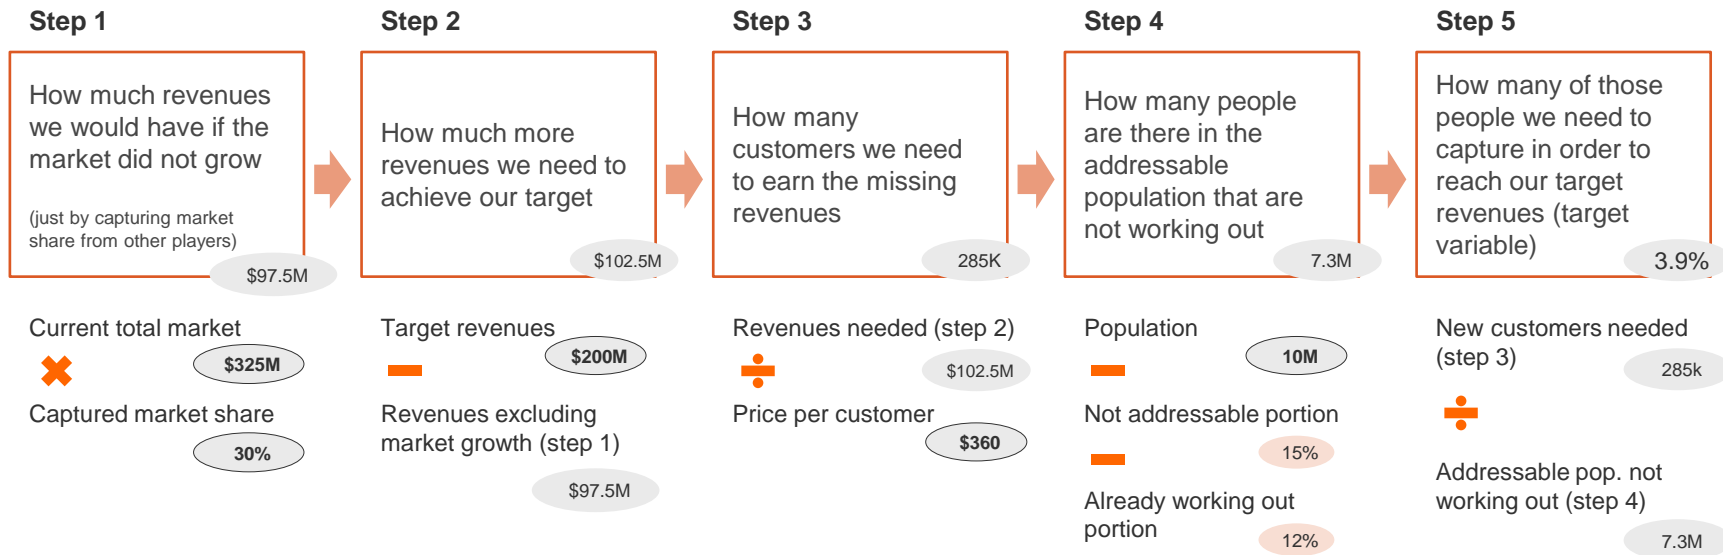 Step 1
How much revenues
we would have if the
market did not grow
(just by capturing market
share from other players)
$97.5M
Current total market
$325M
Captured market share
30%
Step 2
How much more
revenues we need to
achieve our target
$102.5M
Target revenues
$200M
Revenues excluding
market growth (step 1)
$97.5M
Step 3
How many
customers we need
to earn the missing
revenues
285K
Revenues needed (step 2)
$102.5M
Price per customer
$360
Step 4
How many people
are there in the
addressable
population that are
not working out
7.3M
Population
10M
Not addressable portion
15%
Already working out
portion
12%
Step 5
How many of those
people we need to
capture in order to
reach our target
revenues (target
variable)
3.9%
New customers needed
(step 3)
285k
Addressable pop. not
working out (step 4)
7.3M